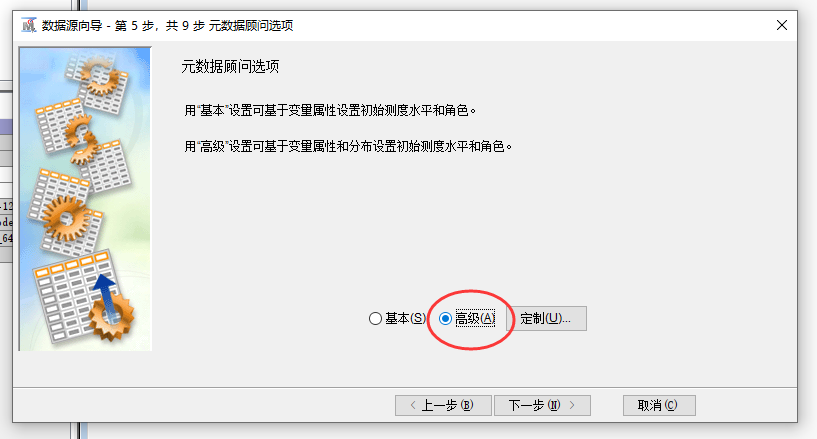 数据源向导 - 第 5 步，共 9 步 元数据顾问选项
元数据顾问选项
用“基本”设置可基于变量属性设置初始测度水平和角色。
用“高级”设置可基于变量属性和分布设置初始测度水平和角色。
-12
ode
_64
基本(S) 高级(A) 定制(U)...
< 上一步(B) 下一步(N) > 取消(C)